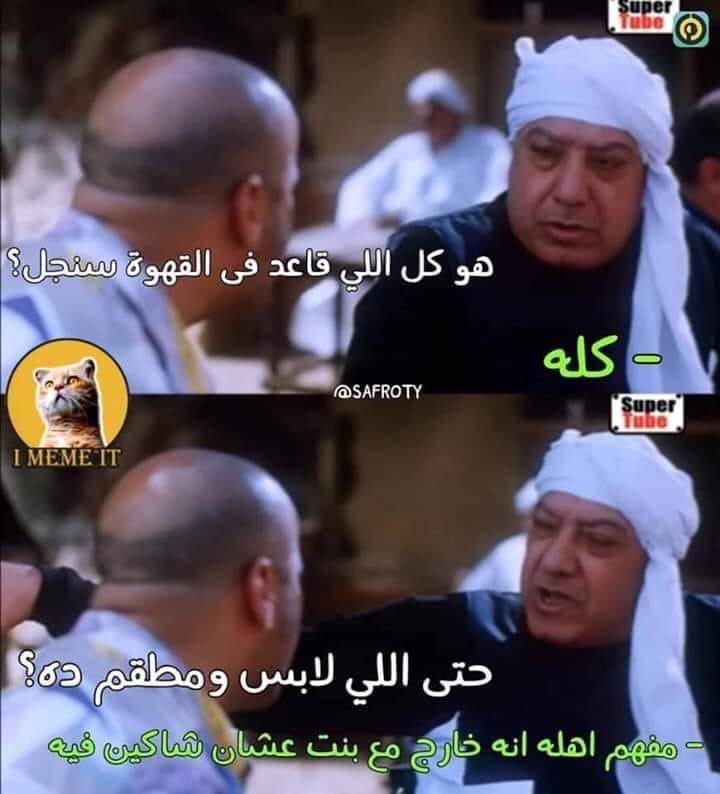 Super
Tube
هو كل اللي قاعد فى القهوة سنجل؟
- كله
@SAFROTY
I MEME IT
Super
Tube
حتى اللي لابس ومطقم ده؟
- مفهم اهله انه خارج مع بنت عشان شاكين فيه